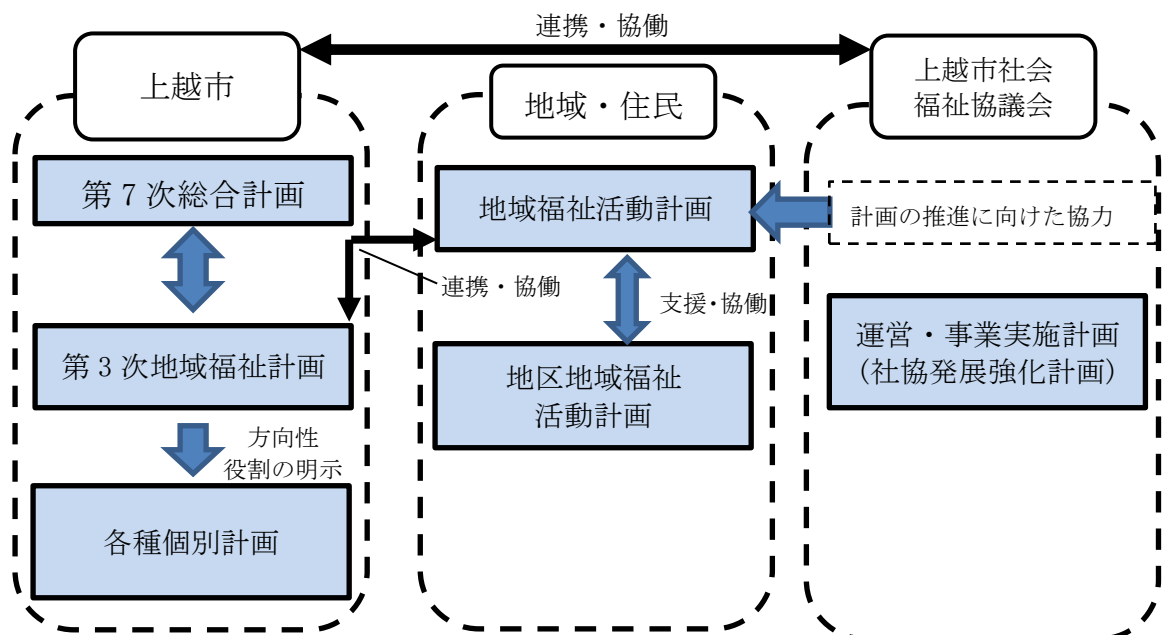 連携・協働
上越市
地域・住民
上越市社会
福祉協議会
第7次総合計画
地域福祉活動計画
計画の推進に向けた協力
連携・協働
支援・協働
第3次地域福祉計画
地区地域福祉
活動計画
運営・事業実施計画
(社協発展強化計画)
方向性
役割の明示
各種個別計画